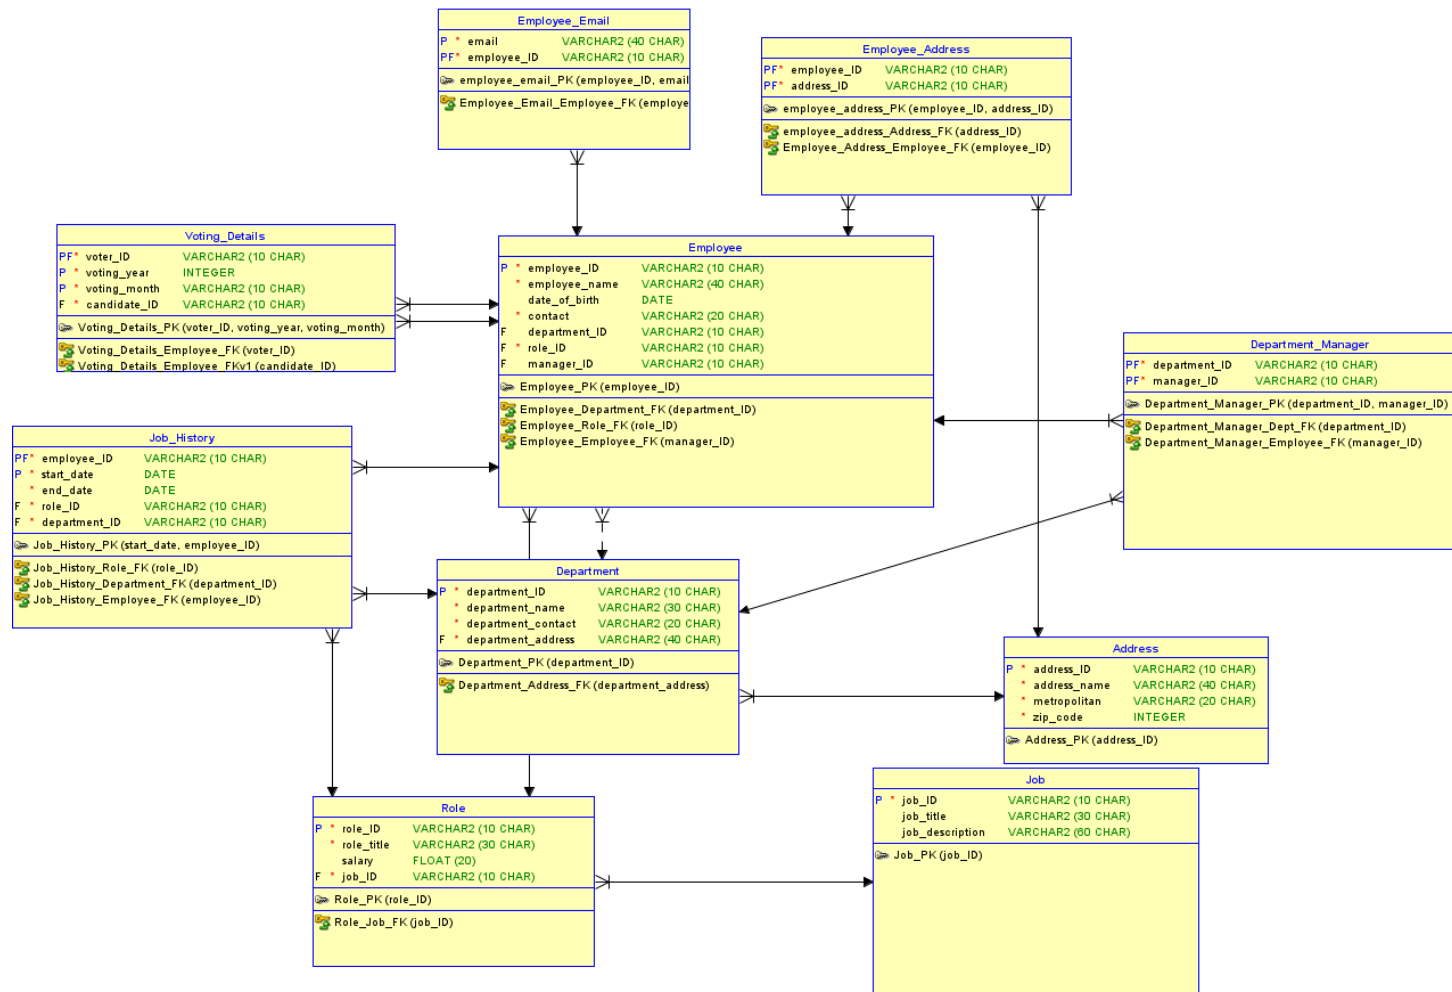 Employee_Email
P * email VARCHAR2 (40 CHAR)
PF* employee_ID VARCHAR2 (10 CHAR)
employee_email_PK (employee_ID, email
Employee_Email_Employee_FK (employe
Employee_Address
PF* employee_ID VARCHAR2 (10 CHAR)
PF* address_ID VARCHAR2 (10 CHAR)
employee_address_PK (employee_ID, address_ID)
employee_address_Address_FK (address_ID)
Employee_Address_Employee_FK (employee_ID)
Voting_Details
PF* voter_ID VARCHAR2 (10 CHAR)
P * voting_year INTEGER
P * voting_month VARCHAR2 (10 CHAR)
F * candidate_ID VARCHAR2 (10 CHAR)
Voting_Details_PK (voter_ID, voting_year, voting_month)
Voting_Details_Employee_FK (voter_ID)
Voting_Details_Employee_FKv1 (candidate_ID)
Employee
P * employee_ID VARCHAR2 (10 CHAR)
* employee_name VARCHAR2 (40 CHAR)
date_of_birth DATE
* contact VARCHAR2 (20 CHAR)
F department_ID VARCHAR2 (10 CHAR)
F * role_ID VARCHAR2 (10 CHAR)
F manager_ID VARCHAR2 (10 CHAR)
Employee_PK (employee_ID)
Employee_Department_FK (department_ID)
Employee_Role_FK (role_ID)
Employee_Employee_FK (manager_ID)
Department_Manager
PF* department_ID VARCHAR2 (10 CHAR)
PF* manager_ID VARCHAR2 (10 CHAR)
Department_Manager_PK (department_ID, manager_ID)
Department_Manager_Dept_FK (department_ID)
Department_Manager_Employee_FK (manager_ID)
Job_History
PF* employee_ID VARCHAR2 (10 CHAR)
P * start_date DATE
* end_date DATE
F * role_ID VARCHAR2 (10 CHAR)
F * department_ID VARCHAR2 (10 CHAR)
Job_History_PK (start_date, employee_ID)
Job_History_Role_FK (role_ID)
Job_History_Department_FK (department_ID)
Job_History_Employee_FK (employee_ID)
Department
P * department_ID VARCHAR2 (10 CHAR)
* department_name VARCHAR2 (30 CHAR)
* department_contact VARCHAR2 (20 CHAR)
F * department_address VARCHAR2 (40 CHAR)
Department_PK (department_ID)
Department_Address_FK (department_address)
Address
P * address_ID VARCHAR2 (10 CHAR)
* address_name VARCHAR2 (40 CHAR)
* metropolitan VARCHAR2 (20 CHAR)
* zip_code INTEGER
Address_PK (address_ID)
Role
P * role_ID VARCHAR2 (10 CHAR)
* role_title VARCHAR2 (30 CHAR)
salary FLOAT (20)
F * job_ID VARCHAR2 (10 CHAR)
Role_PK (role_ID)
Role_Job_FK (job_ID)
Job
P * job_ID VARCHAR2 (10 CHAR)
job_title VARCHAR2 (30 CHAR)
job_description VARCHAR2 (60 CHAR)
Job_PK (job_ID)